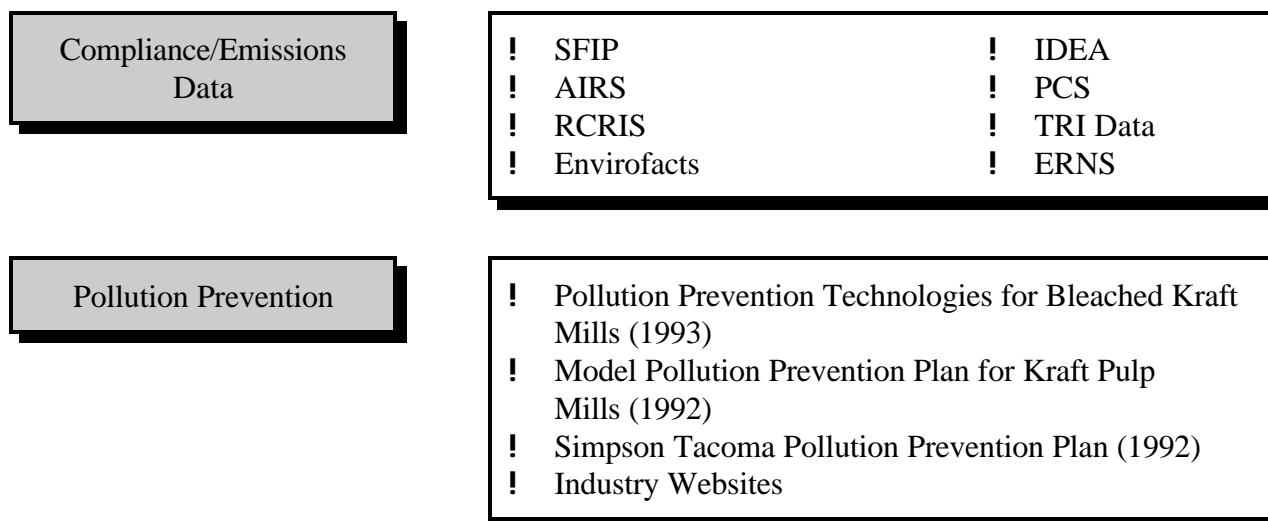 Compliance/Emissions
Data
! SFIP
! AIRS
! RCRIS
! Envirofacts
! IDEA
! PCS
! TRI Data
! ERNS
Pollution Prevention
! Pollution Prevention Technologies for Bleached Kraft
Mills (1993)
! Model Pollution Prevention Plan for Kraft Pulp
Mills (1992)
! Simpson Tacoma Pollution Prevention Plan (1992)
! Industry Websites